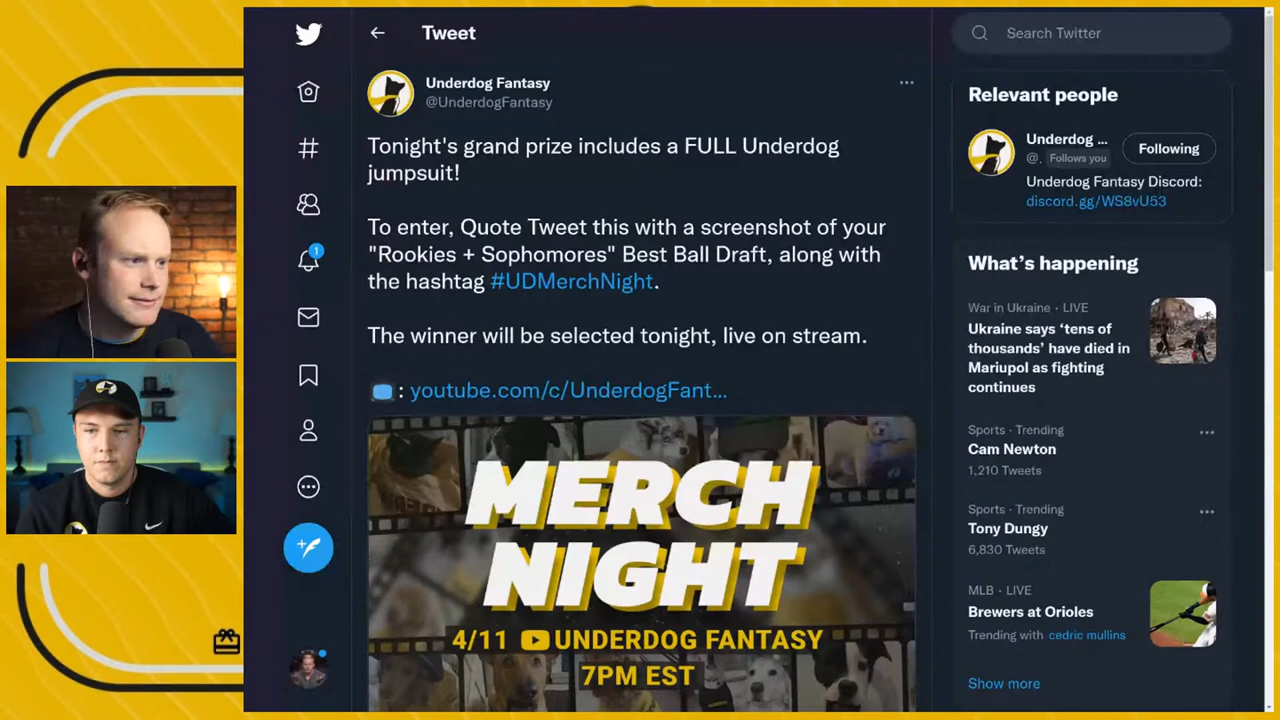 Tweet
Underdog Fantasy
@UnderdogFantasy
Tonight's grand prize includes a FULL Underdog
jumpsuit!
To enter, Quote Tweet this with a screenshot of your
"Rookies + Sophomores" Best Ball Draft, along with
the hashtag #UDMerchNight.
The winner will be selected tonight, live on stream.
: youtube.com/c/UnderdogFant...
MERCH
NIGHT
4/11 UNDERDOG FANTASY
7PM EST
1
Search Twitter
Relevant people
Underdog ...
@. Follows you
Following
Underdog Fantasy Discord:
discord.gg/WS8vU53
What's happening
War in Ukraine · LIVE
Ukraine says ‘tens of
thousands’ have died in
Mariupol as fighting
continues
Sports · Trending
Cam Newton
1,210 Tweets
Sports · Trending
Tony Dungy
6,830 Tweets
MLB · LIVE
Brewers at Orioles
Trending with cedric mullins
Show more